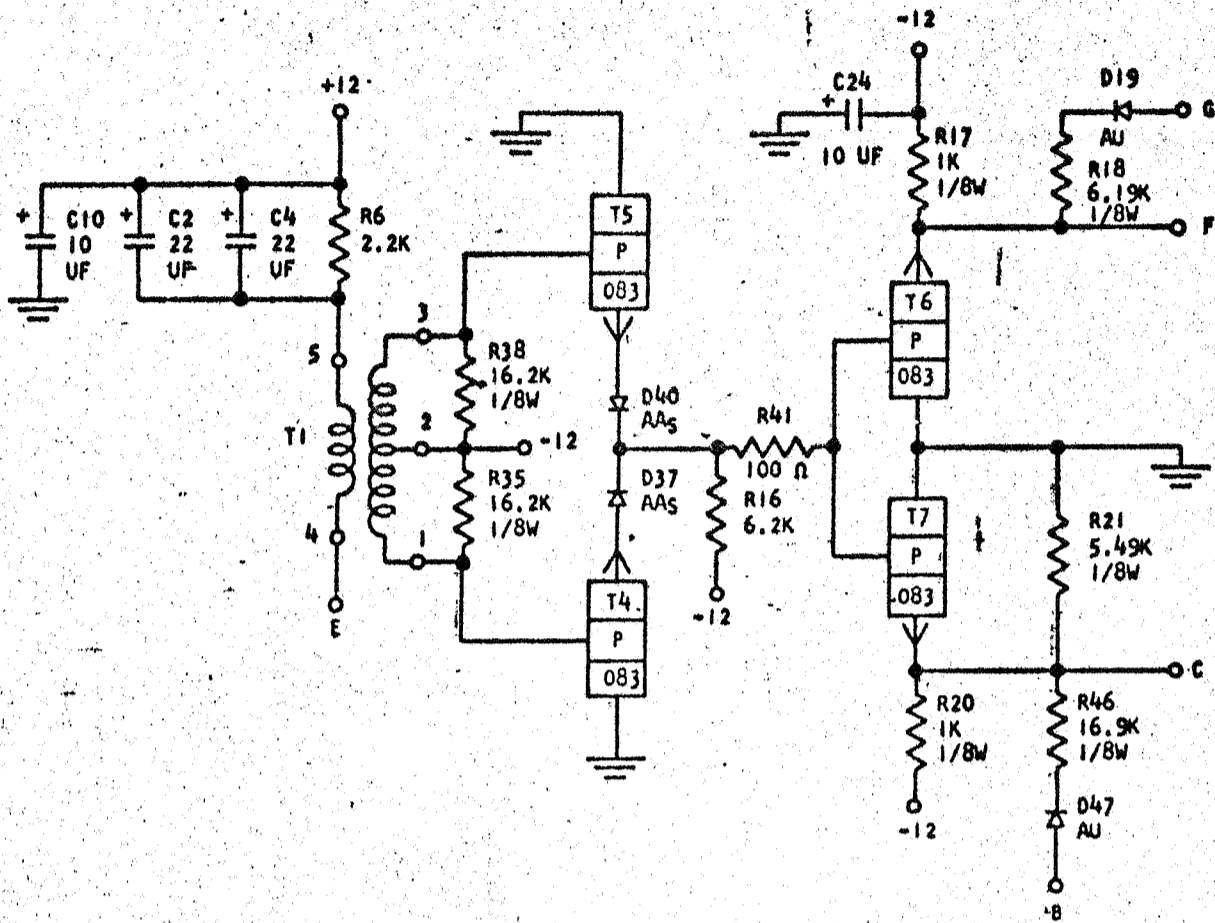 -12
+12
C24
+
10 UF
D19
G
AU
R17
1K
1/8W
R18
6.19K
1/8W
F
+
C10
10
UF
+
C2
22
UF
+
C4
22
UF
R6
2.2K
T5
P
083
T6
P
083
3
5
R38
16.2K
1/8W
D40
AAS
T1
2
-12
R41
100 Ω
R35
16.2K
1/8W
D37
AAS
R16
6.2K
-12
4
1
E
T4
P
083
T7
P
083
R21
5.49K
1/8W
C
R20
1K
1/8W
-12
R46
16.9K
1/8W
D47
AU
B